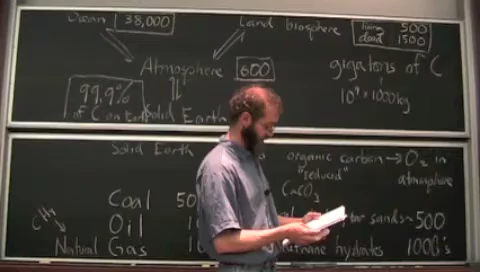 Ocean 38,000
Land biosphere living 500
dead 1500
Atmosphere 600
gigatons of C
99.9%
of C on
Solid Earth
10⁹ × 1000 kg
Solid Earth
organic carbon → O₂ in
"reduced"
atmosphere
CaCO₃
CH₄
Coal
Oil
tar sands ~500
Natural Gas
hydrates 1000's